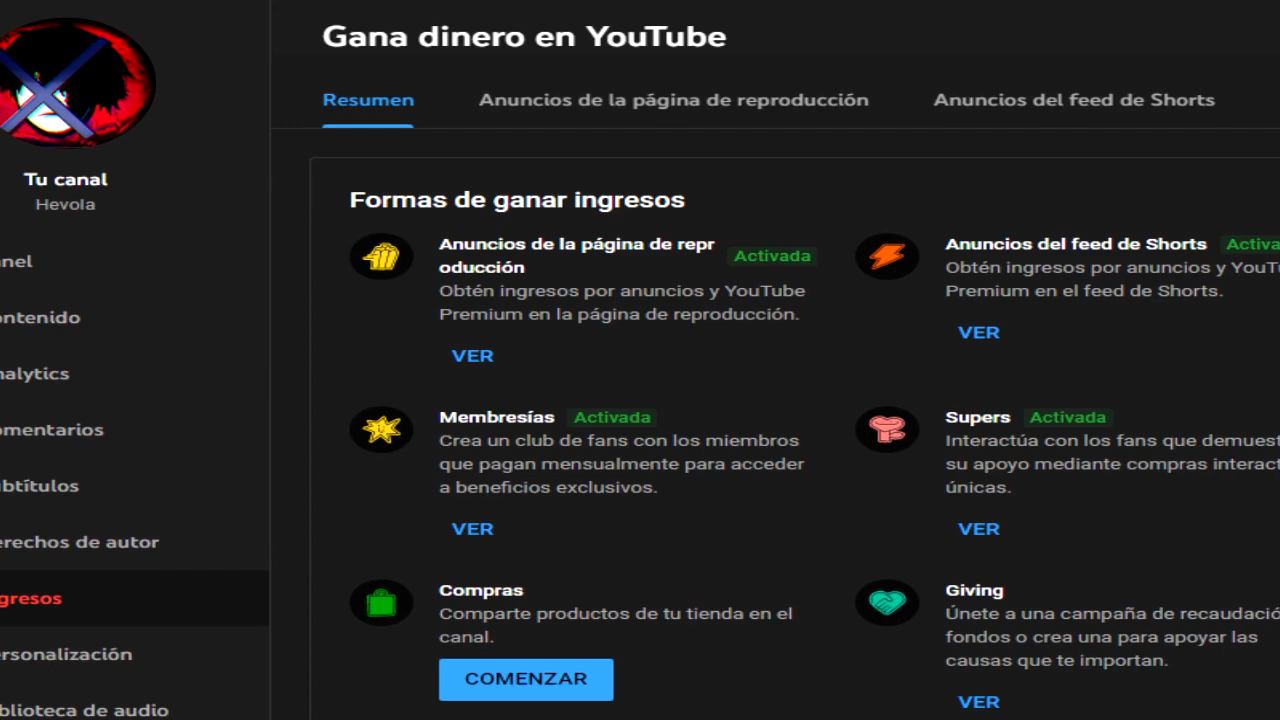 Gana dinero en YouTube
Resumen
Anuncios de la página de reproducción
Anuncios del feed de Shorts
Tu canal
Hevola
nel
ontenido
nalytics
omentarios
ubtítulos
erechos de autor
gresos
ersonalización
blioteca de audio
Formas de ganar ingresos
Anuncios de la página de repr
oducción
Activada
Obtén ingresos por anuncios y YouTube
Premium en la página de reproducción.
VER
Anuncios del feed de Shorts Activa
Obtén ingresos por anuncios y YouT
Premium en el feed de Shorts.
VER
Membresías Activada
Crea un club de fans con los miembros
que pagan mensualmente para acceder
a beneficios exclusivos.
VER
Supers Activada
Interactúa con los fans que demuest
su apoyo mediante compras interact
únicas.
VER
Compras
Comparte productos de tu tienda en el
canal.
COMENZAR
Giving
Únete a una campaña de recaudació
fondos o crea una para apoyar las
causas que te importan.
VER